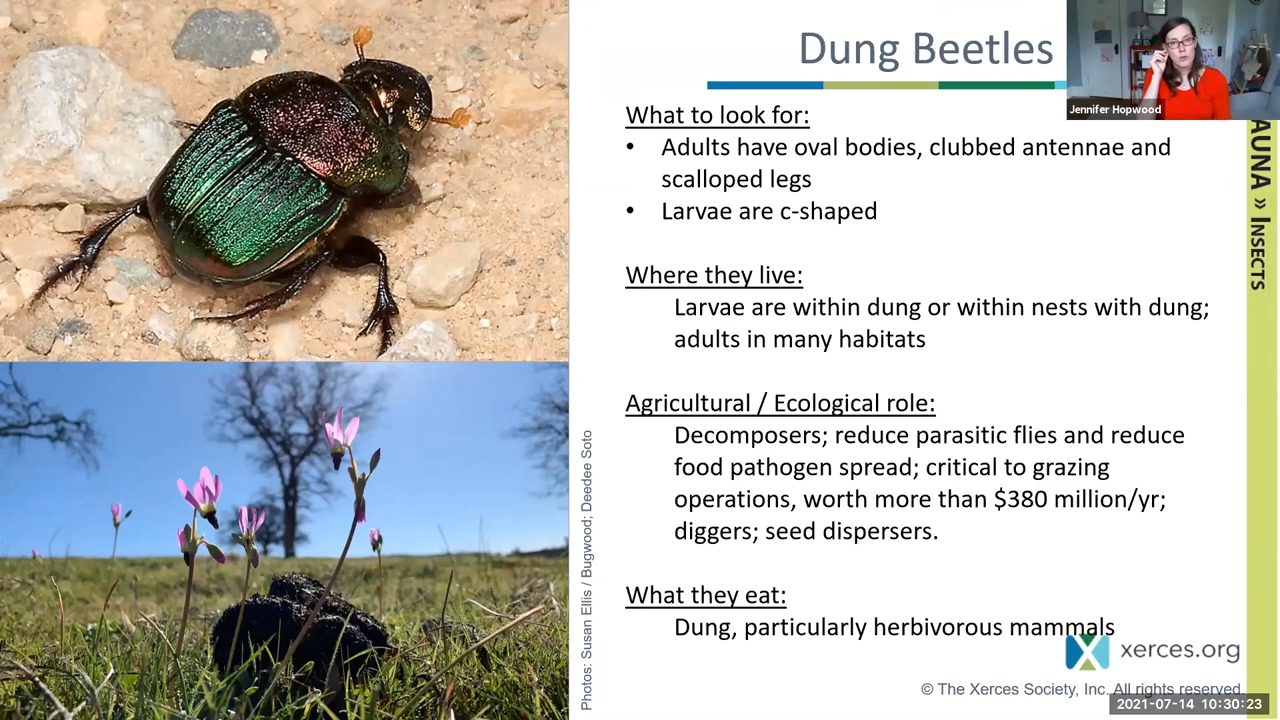 Dung Beetles
Jennifer Hopwood
What to look for:
• Adults have oval bodies, clubbed antennae and
scalloped legs
• Larvae are c-shaped
Where they live:
Larvae are within dung or within nests with dung;
adults in many habitats
Agricultural / Ecological role:
Decomposers; reduce parasitic flies and reduce
food pathogen spread; critical to grazing
operations, worth more than $380 million/yr;
diggers; seed dispersers.
What they eat:
Dung, particularly herbivorous mammals
xerces.org
© The Xerces Society, Inc. All rights reserved.
2021-07-14 10:30:23
Photos: Susan Ellis / Bugwood; Deedee Soto
AUNA » INSECTS